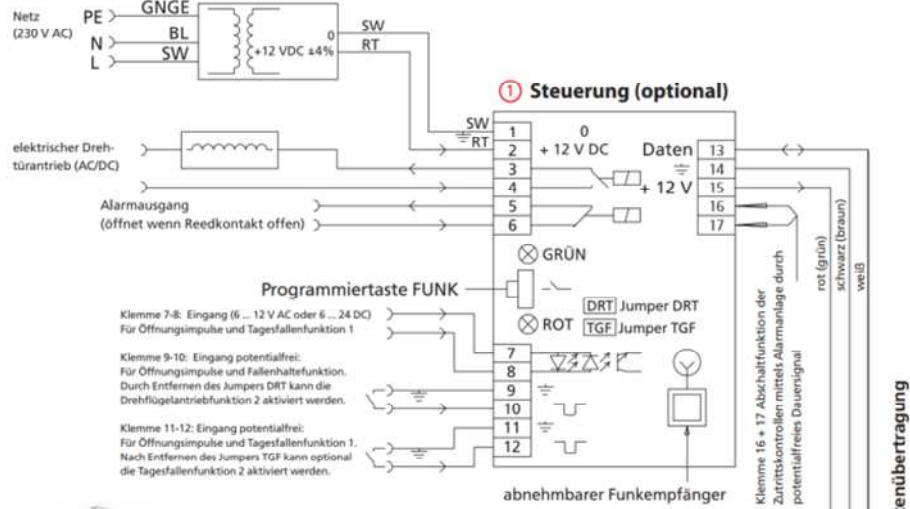 Netz
(230 V AC)
PE
GNGE
N
BL
L
SW
0
+12 VDC ±4%
SW
RT
① Steuerung (optional)
SW
RT
1
2
3
4
5
6
0
+ 12 V DC
Daten
+ 12 V
13
14
15
16
17
elektrischer Dreh-
türantrieb (AC/DC)
Alarmausgang
(öffnet wenn Reedkontakt offen)
GRÜN
Programmiertaste FUNK
DRT Jumper DRT
ROT
TGF Jumper TGF
Klemme 7-8: Eingang (6 ... 12 V AC oder 6 ... 24 DC)
Für Öffnungsimpulse und Tagesfallenfunktion 1
Klemme 9-10: Eingang potentialfrei:
Für Öffnungsimpulse und Fallenhaltefunktion.
Durch Entfernen des Jumpers DRT kann die
Drehflügelantriebfunktion 2 aktiviert werden.
Klemme 11-12: Eingang potentialfrei:
Für Öffnungsimpulse und Tagesfallenfunktion 1.
Nach Entfernen des Jumpers TGF kann optional
die Tagesfallenfunktion 2 aktiviert werden.
7
8
9
10
11
12
abnehmbarer Funkempfänger
Klemme 16 + 17 Abschaltfunktion der
Zutrittskontrollen mittels Alarmanlage durch
potentialfreies Dauersignal
rot (grün)
schwarz (braun)
weiß
enübertragung